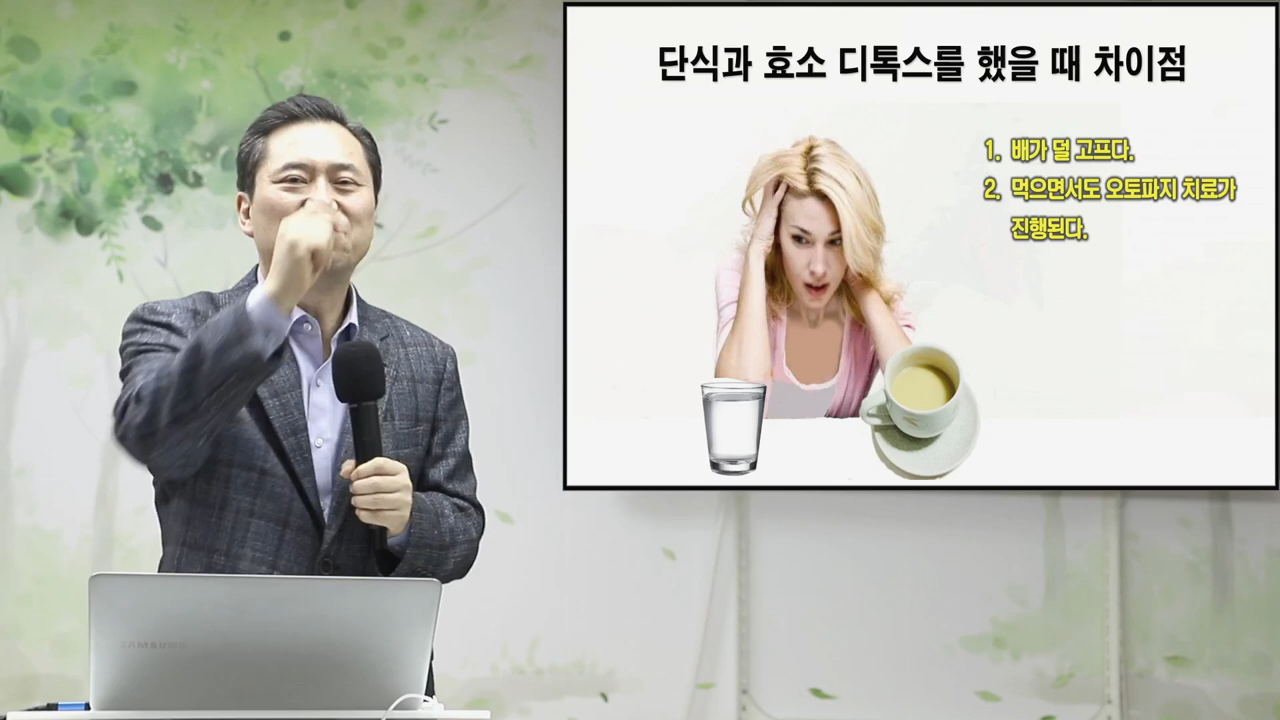 단식과 효소 디톡스를 했을 때 차이점
1. 배가 덜 고프다.
2. 먹으면서도 오토파지 치료가
진행된다.
SAMSUNG